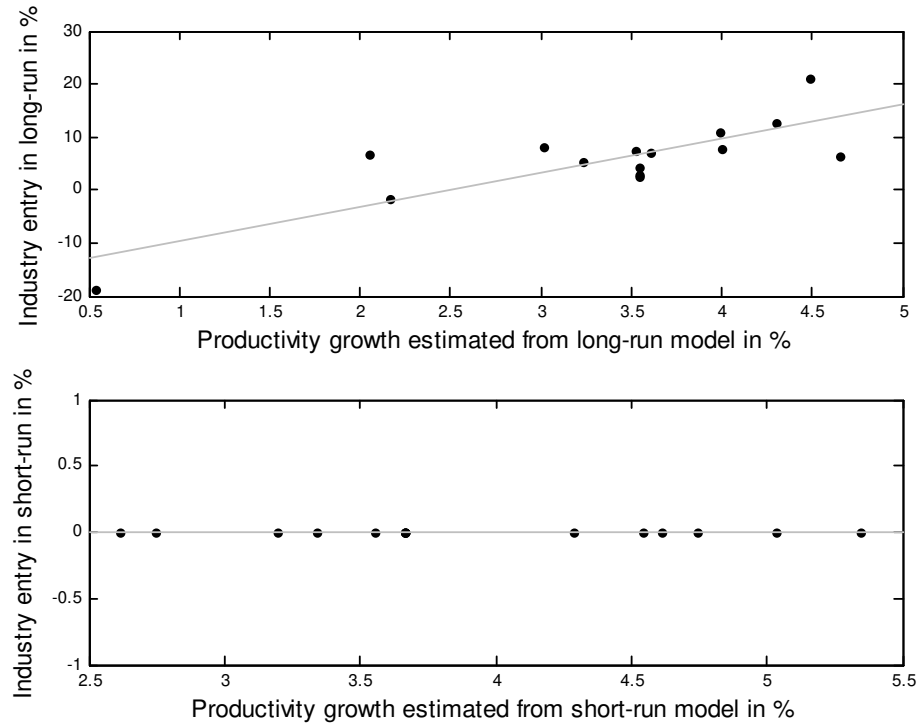 Industry entry in long-run in %
30
20
10
0
-10
-20
0.5 1 1.5 2 2.5 3 3.5 4 4.5 5
Productivity growth estimated from long-run model in %
Industry entry in short-run in %
1
0.5
0
-0.5
-1
2.5 3 3.5 4 4.5 5 5.5
Productivity growth estimated from short-run model in %